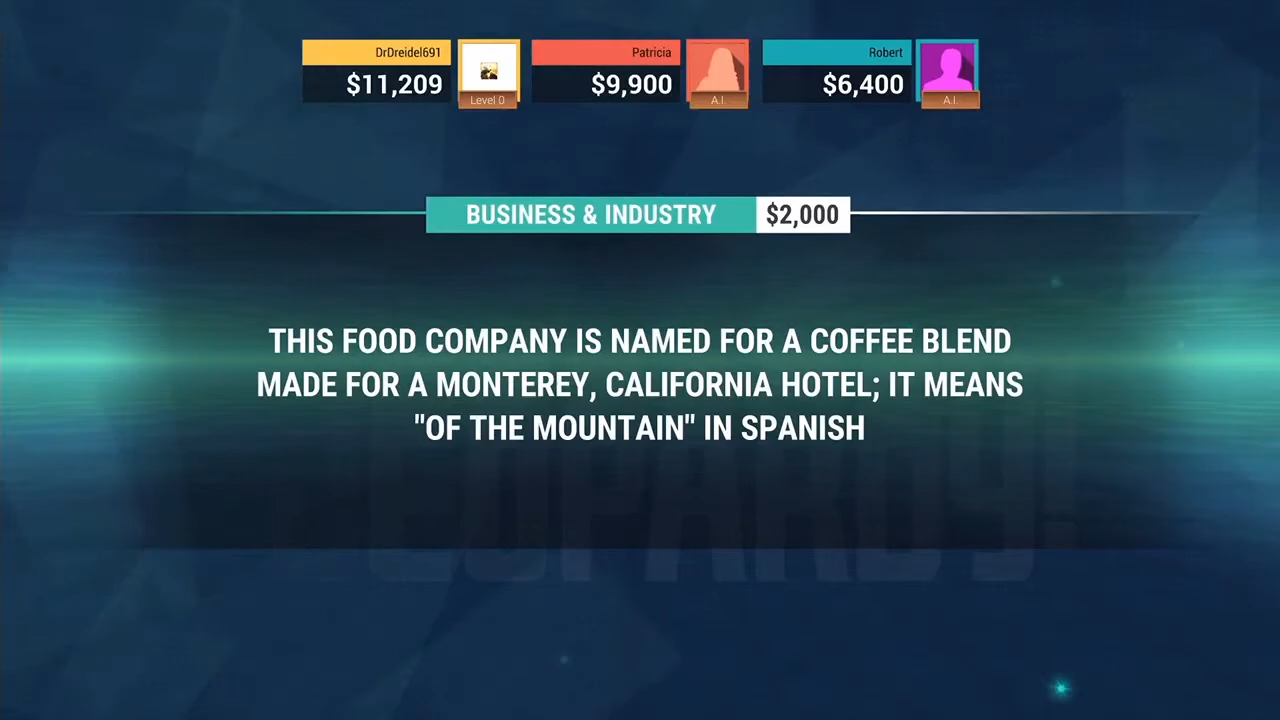 DrDreidel691
$11,209
Level 0
Patricia
$9,900
A.I.
Robert
$6,400
A.I.
BUSINESS & INDUSTRY $2,000
THIS FOOD COMPANY IS NAMED FOR A COFFEE BLEND
MADE FOR A MONTEREY, CALIFORNIA HOTEL; IT MEANS
"OF THE MOUNTAIN" IN SPANISH
JEOPARDY!